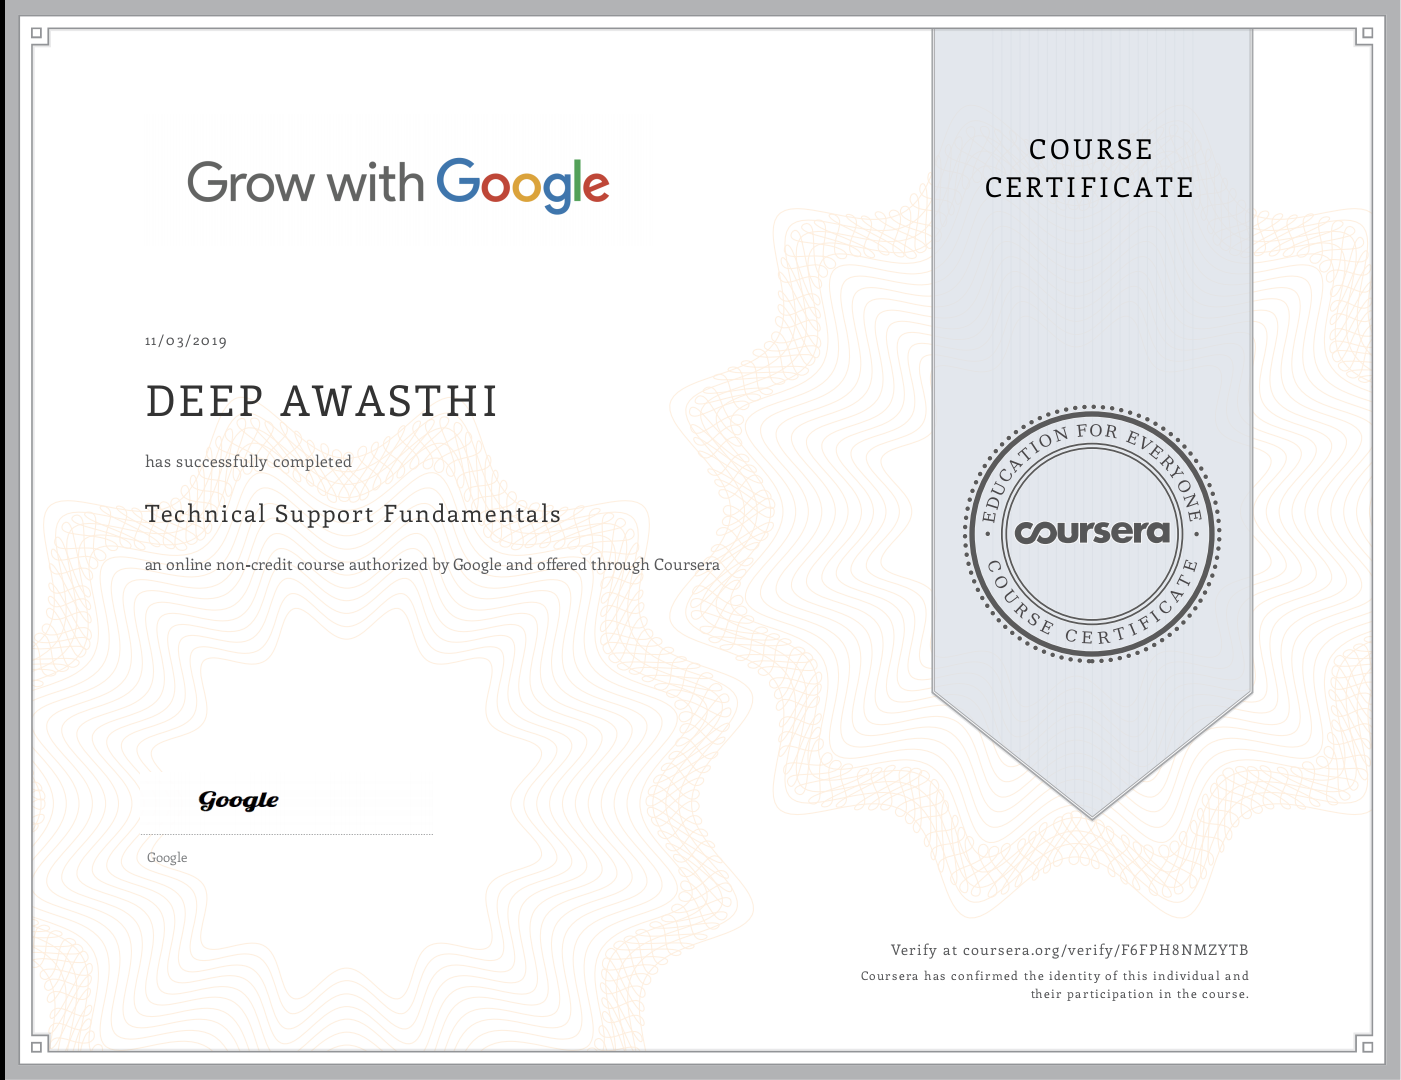 Grow with Google
COURSE
CERTIFICATE
11/03/2019
DEEP AWASTHI
has successfully completed
Technical Support Fundamentals
an online non-credit course authorized by Google and offered through Coursera
EDUCATION FOR EVERYONE
coursera
COURSE CERTIFICATE
Google
Google
Verify at coursera.org/verify/F6FPH8NMZYTB
Coursera has confirmed the identity of this individual and
their participation in the course.